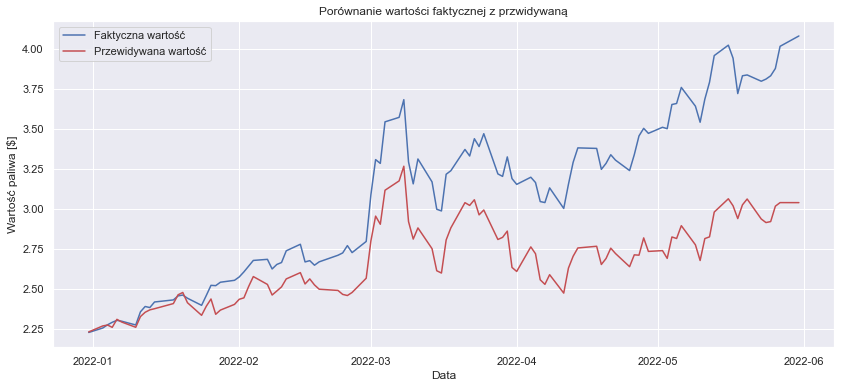 Porównanie wartości faktycznej z przwidywaną
Faktyczna wartość
Przewidywana wartość
Wartość paliwa [$]
4.00
3.75
3.50
3.25
3.00
2.75
2.50
2.25
2022-01
2022-02
2022-03
2022-04
2022-05
2022-06
Data